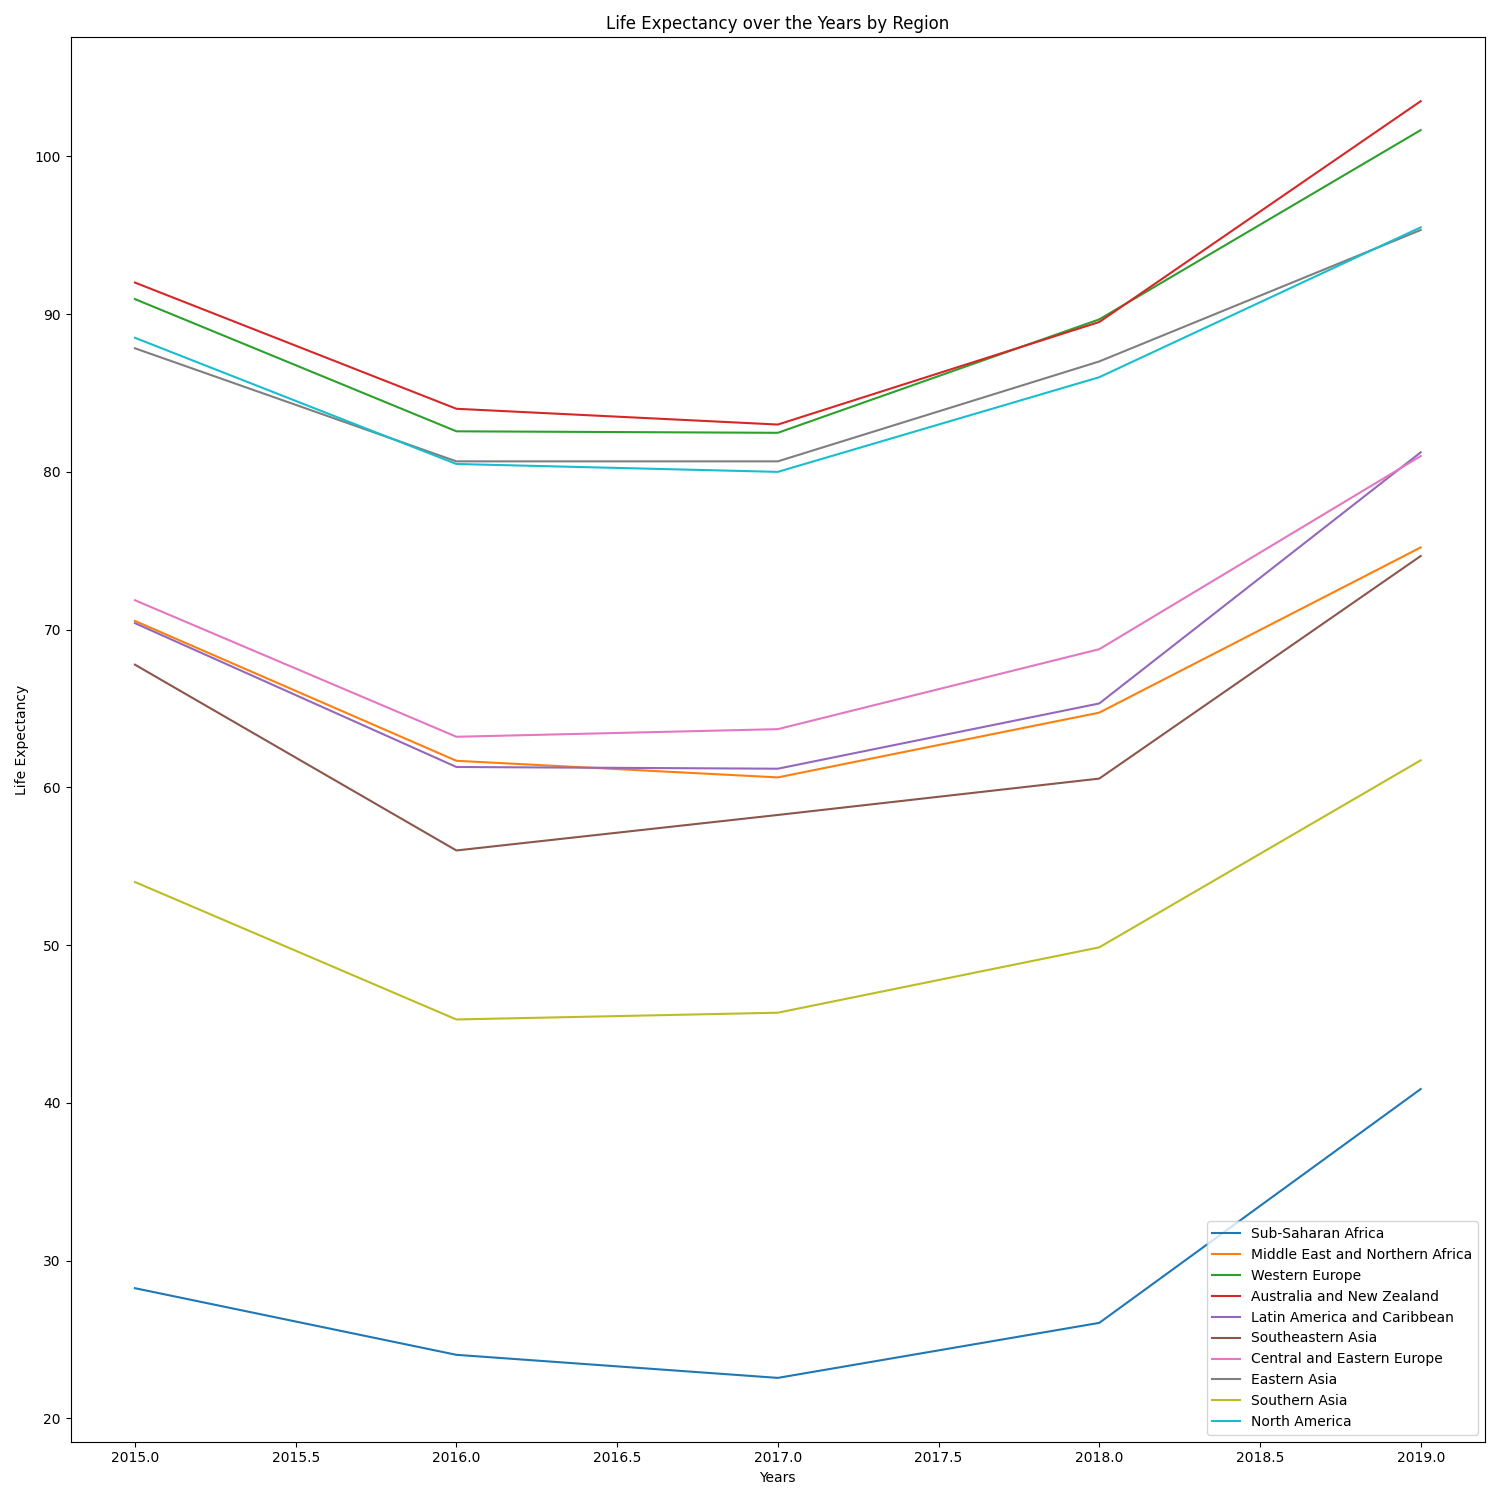 Life Expectancy over the Years by Region
Life Expectancy
100
90
80
70
60
50
40
30
20
2015.0 2015.5 2016.0 2016.5 2017.0 2017.5 2018.0 2018.5 2019.0
Years
Sub-Saharan Africa
Middle East and Northern Africa
Western Europe
Australia and New Zealand
Latin America and Caribbean
Southeastern Asia
Central and Eastern Europe
Eastern Asia
Southern Asia
North America